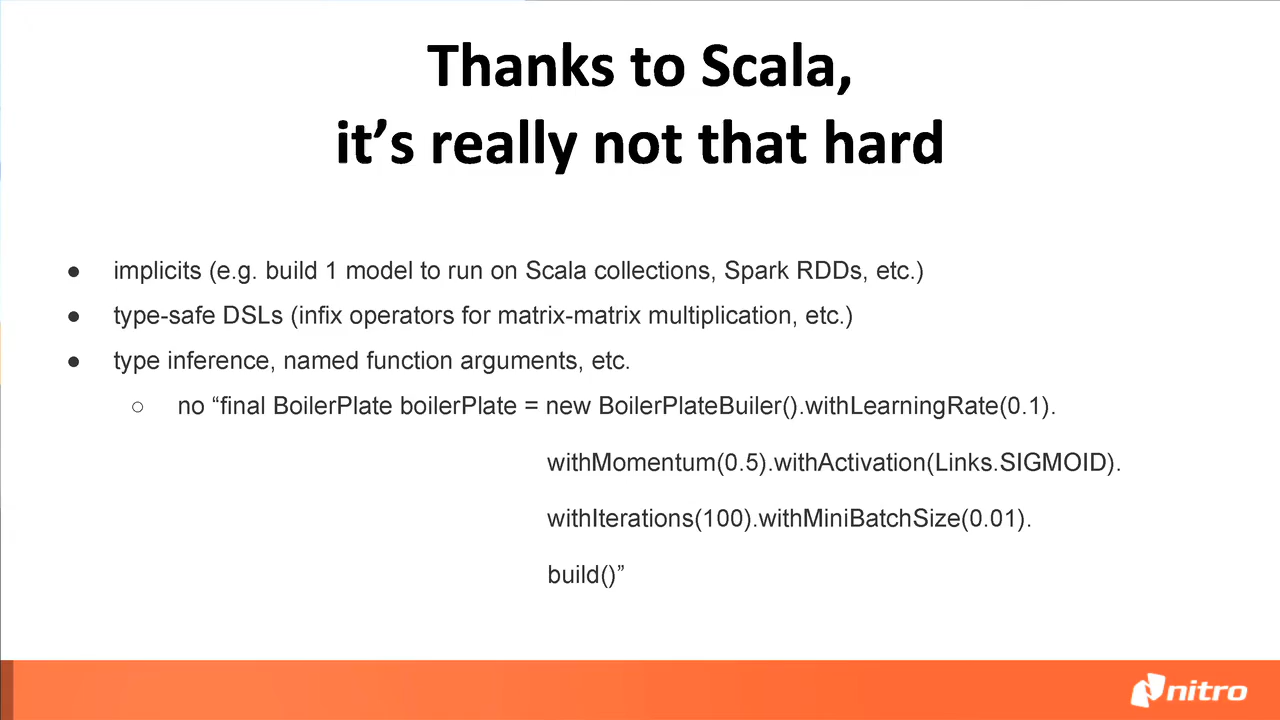 Thanks to Scala,
it’s really not that hard
● implicits (e.g. build 1 model to run on Scala collections, Spark RDDs, etc.)
● type-safe DSLs (infix operators for matrix-matrix multiplication, etc.)
● type inference, named function arguments, etc.
○ no “final BoilerPlate boilerPlate = new BoilerPlateBuiler().withLearningRate(0.1).
withMomentum(0.5).withActivation(Links.SIGMOID).
withIterations(100).withMiniBatchSize(0.01).
build()”
nitro